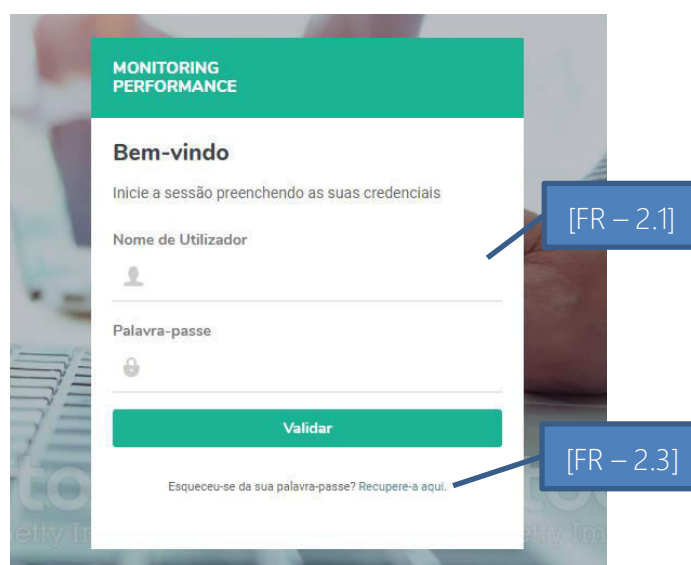 MONITORING
PERFORMANCE
Bem-vindo
Inicie a sessão preenchendo as suas credenciais
[FR – 2.1]
Nome de Utilizador
Palavra-passe
Validar
[FR – 2.3]
Esqueceu-se da sua palavra-passe? Recupere-a aqui.